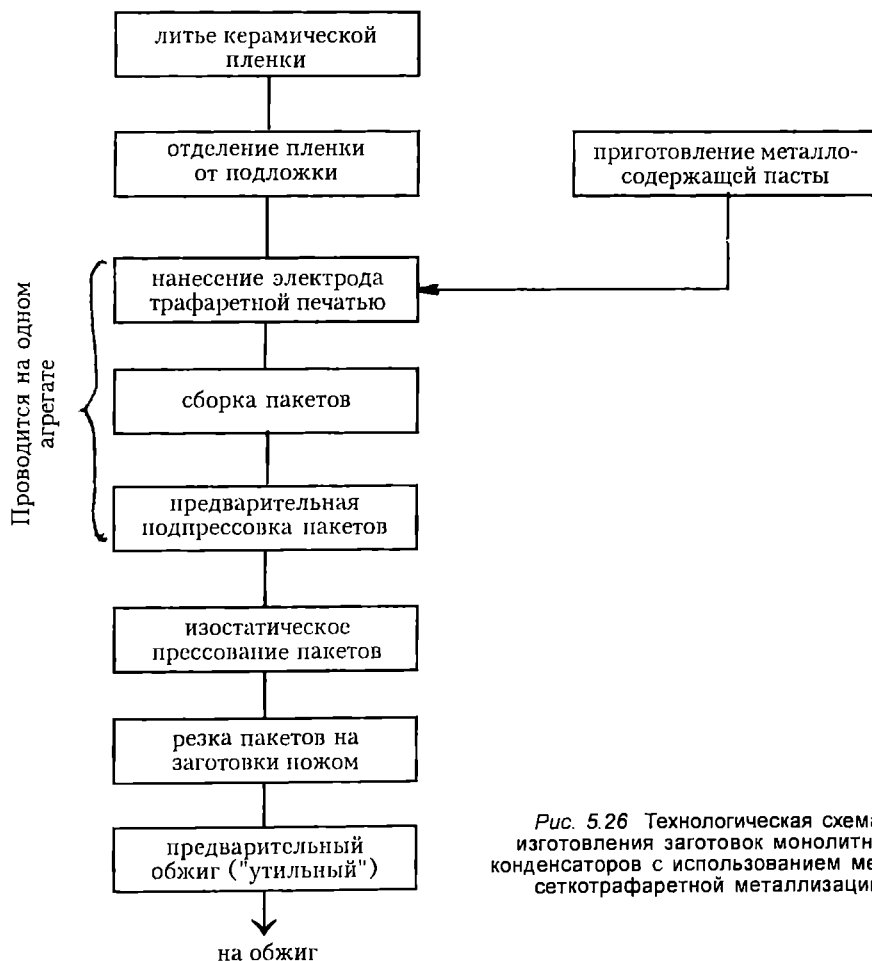 литье керамической
пленки
отделение пленки
от подложки
приготовление металло-
содержащей пасты
нанесение электрода
трафаретной печатью
Проводится на одном
агрегате
сборка пакетов
предварительная
подпрессовка пакетов
изостатическое
прессование пакетов
резка пакетов на
заготовки ножом
предварительный
обжиг ("утильный")
на обжиг
Рис. 5.26 Технологическая схема
изготовления заготовок монолитн
конденсаторов с использованием ме
сеткотрафаретной металлизаци